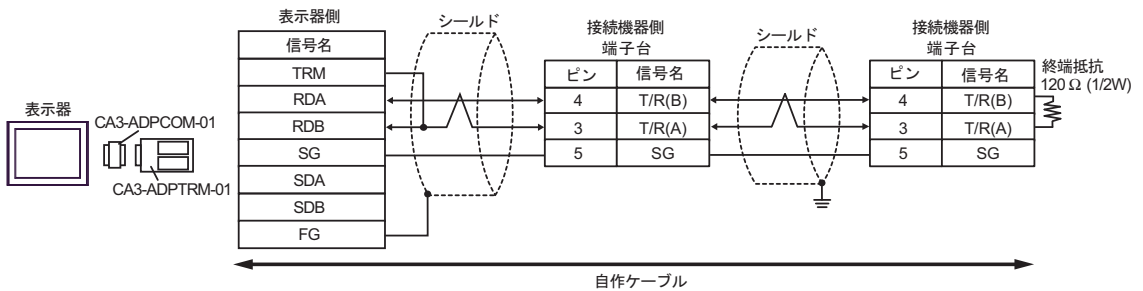 表示器
CA3-ADPCOM-01
CA3-ADPTRM-01
表示器側
信号名
TRM
RDA
RDB
SG
SDA
SDB
FG
シールド
接続機器側
端子台
ピン 信号名
4 T/R(B)
3 T/R(A)
5 SG
シールド
接続機器側
端子台
ピン 信号名
4 T/R(B)
3 T/R(A)
5 SG
終端抵抗
120 Ω (1/2W)
自作ケーブル